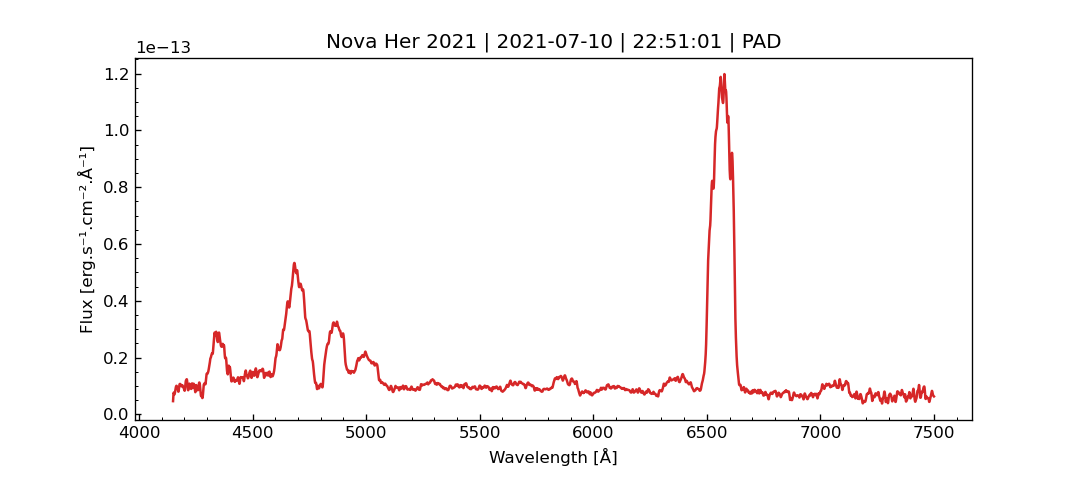 Nova Her 2021 | 2021-07-10 | 22:51:01 | PAD
1e−13
1.2
1.0
0.8
0.6
0.4
0.2
0.0
Flux [erg.s⁻¹.cm⁻².Å⁻¹]
4000 4500 5000 5500 6000 6500 7000 7500
Wavelength [Å]